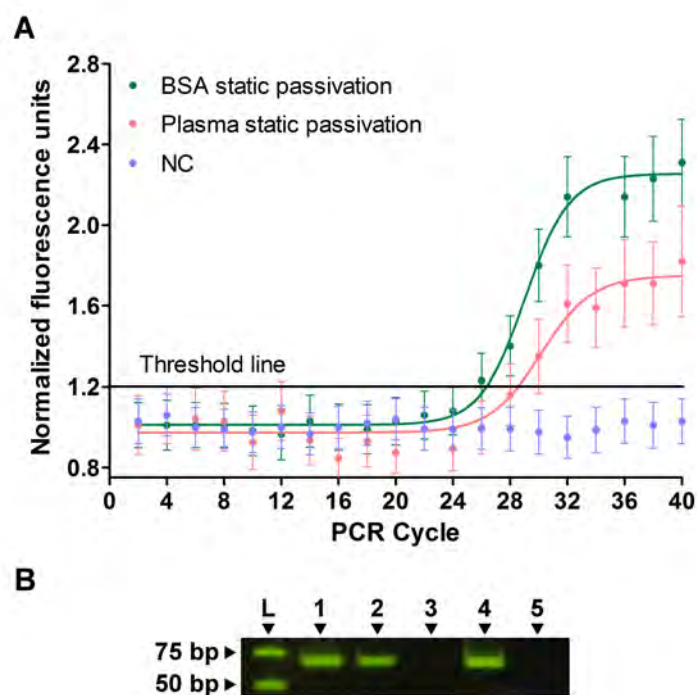 A
Normalized fluorescence units
2.8
2.4
2.0
1.6
1.2
0.8
BSA static passivation
Plasma static passivation
NC
Threshold line
0 4 8 12 16 20 24 28 32 36 40
PCR Cycle
B
L 1 2 3 4 5
75 bp
50 bp